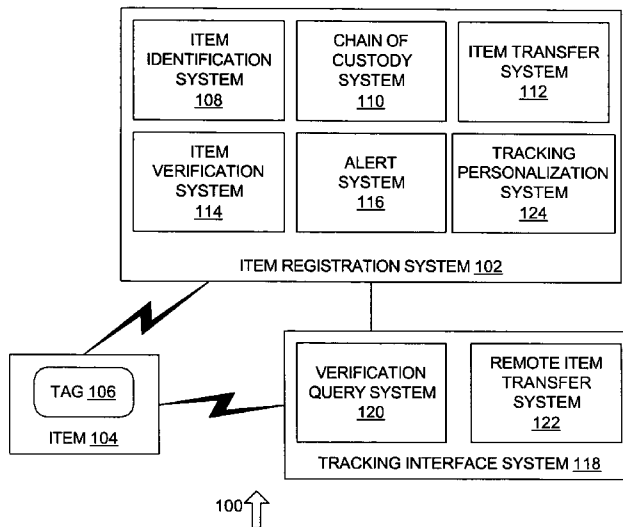 ITEM
IDENTIFICATION
SYSTEM
108
CHAIN OF
CUSTODY
SYSTEM
110
ITEM TRANSFER
SYSTEM
112
ITEM
VERIFICATION
SYSTEM
114
ALERT
SYSTEM
116
TRACKING
PERSONALIZATION
SYSTEM
124
ITEM REGISTRATION SYSTEM 102
TAG 106
ITEM 104
VERIFICATION
QUERY SYSTEM
120
REMOTE ITEM
TRANSFER
SYSTEM
122
TRACKING INTERFACE SYSTEM 118
100